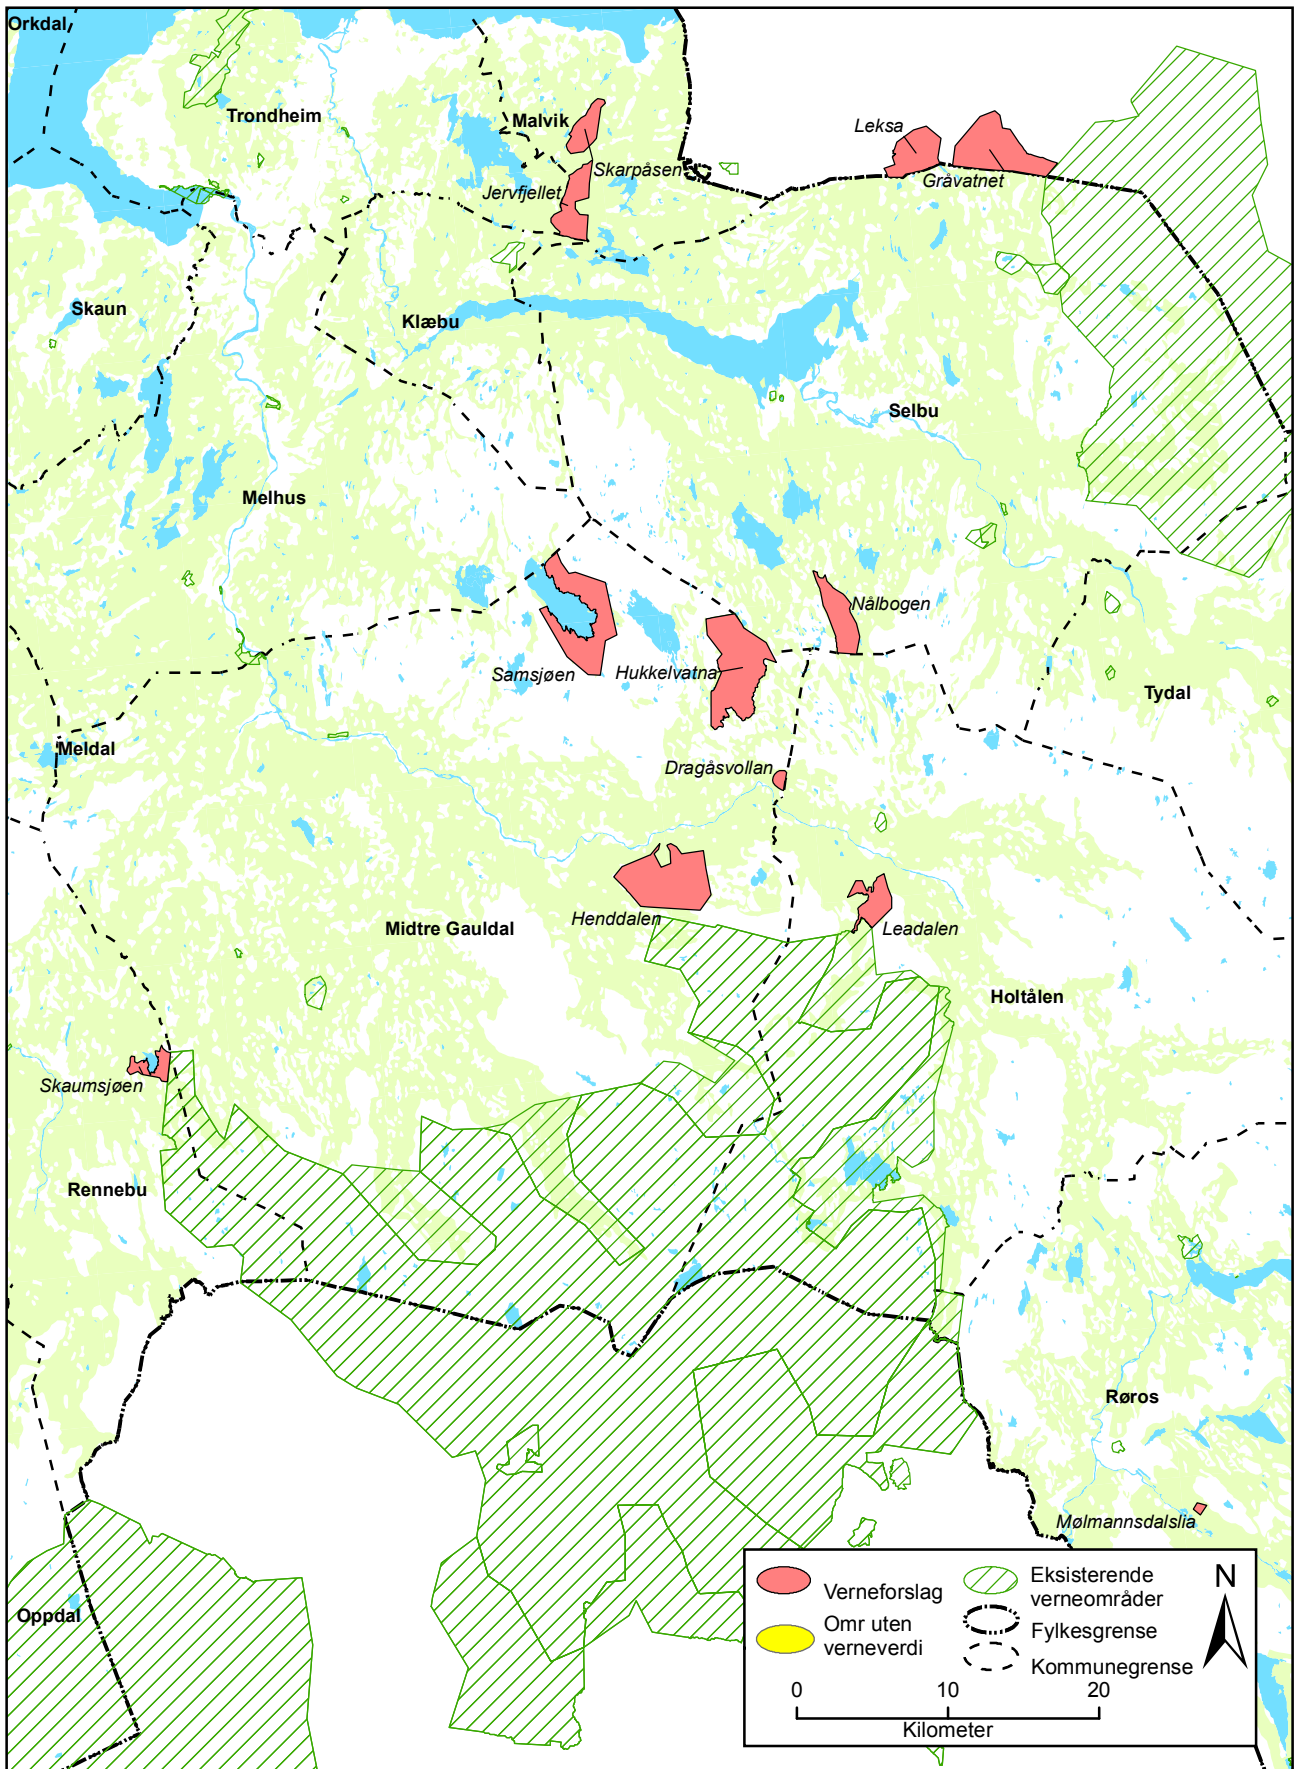 Orkdal
Trondheim
Malvik
Leksa
Skarpåsen
Gråvatnet
Jervfjellet
Skaun
Klæbu
Selbu
Melhus
Nålbogen
Samsjøen
Hukkelvatna
Tydal
Meldal
Dragåsvollan
Henddalen
Midtre Gauldal
Leadalen
Holtålen
Skaumsjøen
Rennebu
Røros
Mølmannsdalslia
Oppdal
Verneforslag
Omr uten
verneverdi
Eksisterende
verneområder
Fylkesgrense
Kommunegrense
N
0 10 20
Kilometer